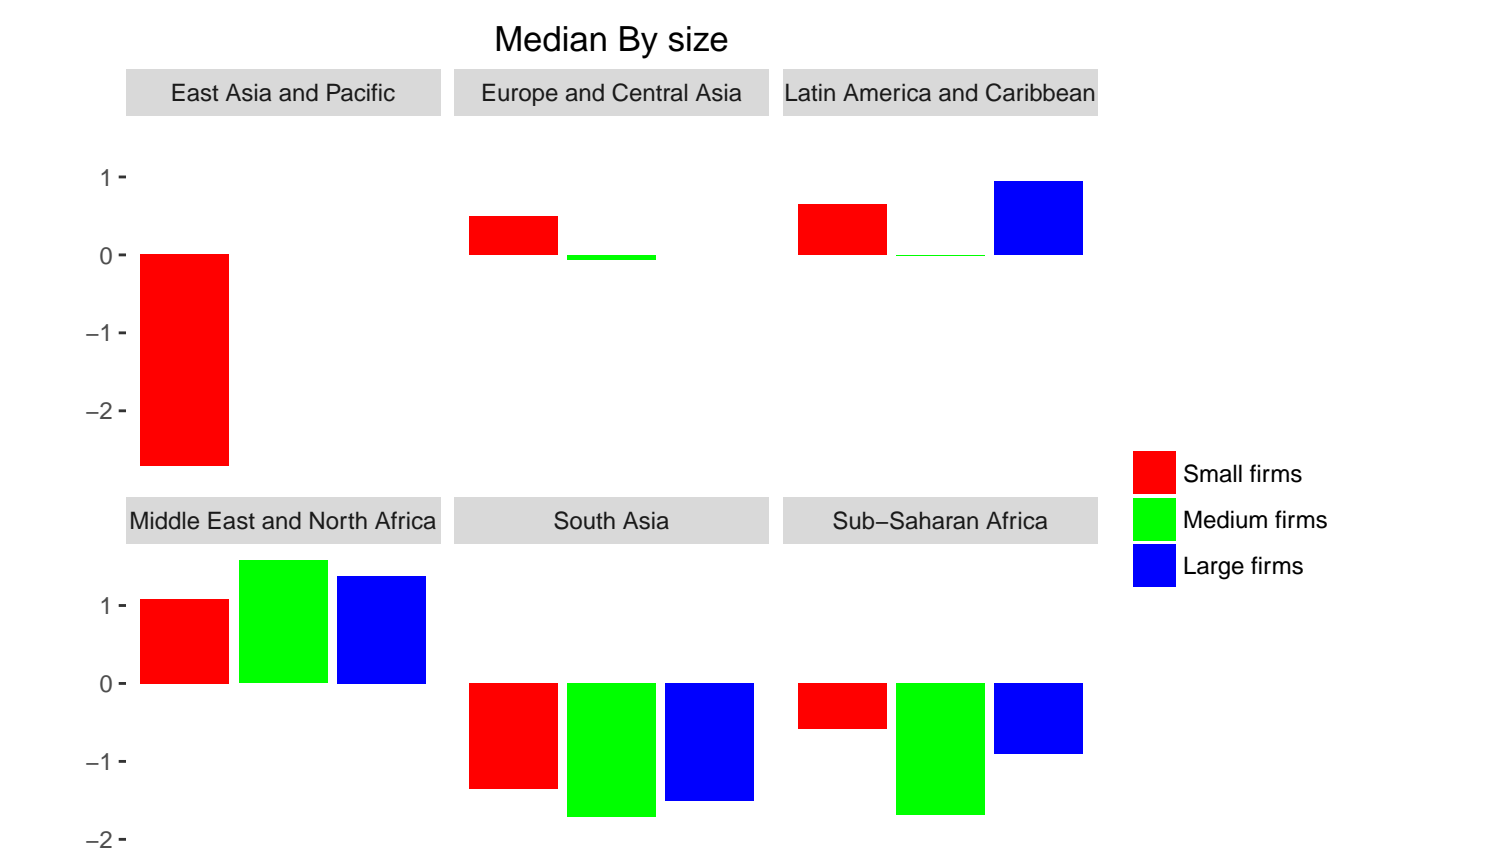 Median By size
East Asia and Pacific
Europe and Central Asia
Latin America and Caribbean
1
0
−1
−2
Middle East and North Africa
South Asia
Sub−Saharan Africa
1
0
−1
−2
Small firms
Medium firms
Large firms